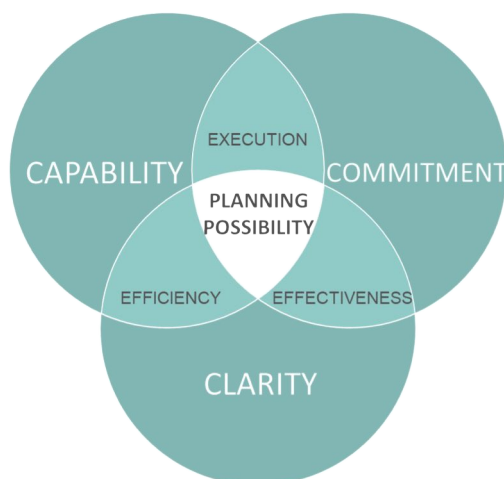 EXECUTION
CAPABILITY
COMMITMENT
PLANNING
POSSIBILITY
EFFICIENCY
EFFECTIVENESS
CLARITY